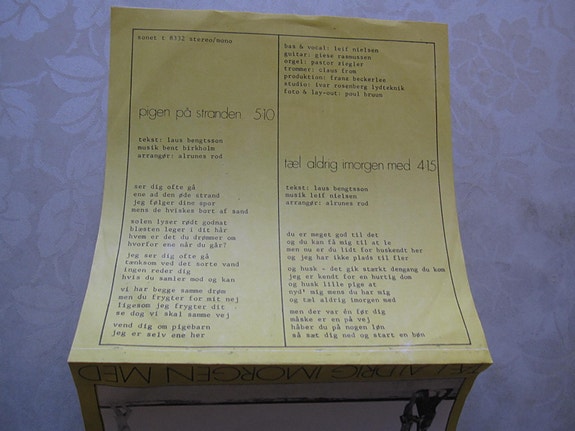 sonet t 8332 stereo/mono
pigen på stranden 5·10
tekst: laus bengtsson
musik bent birkholm
arrangør: alrunes rod
ser dig ofte gå
ene ad den øde strand
jeg følger dine spor
mens de hviskes bort af sand
solen lyser rødt godnat
blæsten leger i dit hår
hvem er det du drømmer om
hvorfor ene når du går?
jeg ser dig ofte gå
tænksom ved det sorte vand
ingen reder dig
hvis du samler mod og kan
vi har begge samme drøm
men du frygter for mit nej
ligesom jeg frygter dit
se dog vi skal samme vej
vend dig om pigebarn
jeg er selv ene her
bas & vocal: leif nielsen
guitar: giese rasmussen
orgel: pastor ziegler
trommer: claus from
produktion: franz beckerlee
studie: ivar rosenberg lydteknik
foto & lay-out: poul bruun
tæl aldrig imorgen med 4·15
tekst: laus bengtsson
musik leif nielsen
arrangør: alrunes rod
du er meget god til det
og du kan få mig til at le
men nu er du lidt for huskendt her
og jeg har ikke plads til fler
og husk - det gik stærkt dengang du kom
jeg er kendt for en hurtig dom
og husk lille pige at
nyd' mig mens du har mig
og tæl aldrig imorgen med
men der var én før dig
måske er en på vej
håber du på nogen løn
så sæt dig ned og start en bøn
TÆL ALDRIG IMORGEN MED